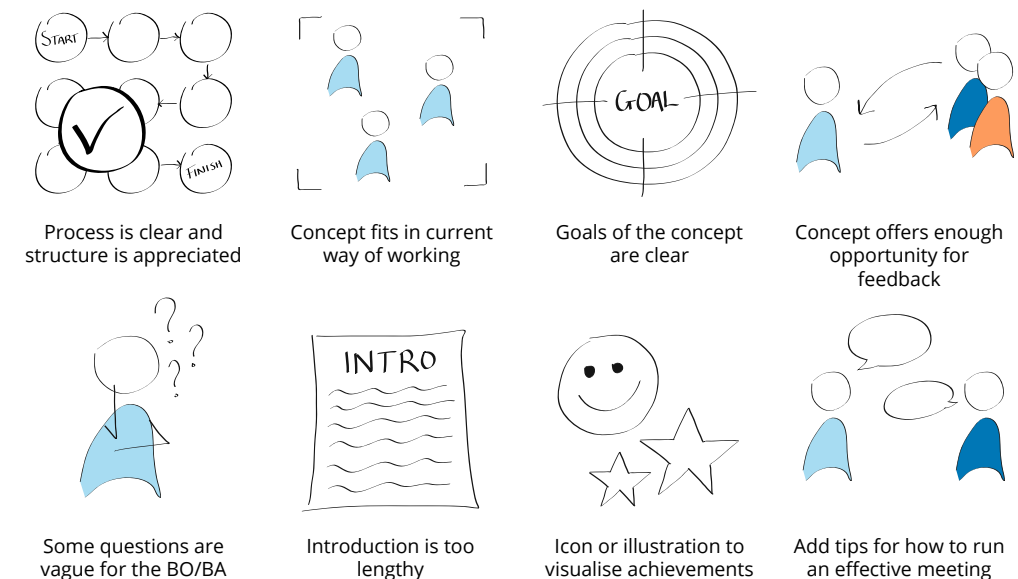 START
FINISH
Process is clear and
structure is appreciated
Concept fits in current
way of working
GOAL
Goals of the concept
are clear
Concept offers enough
opportunity for
feedback
???
Some questions are
vague for the BO/BA
INTRO
Introduction is too
lengthy
Icon or illustration to
visualise achievements
Add tips for how to run
an effective meeting